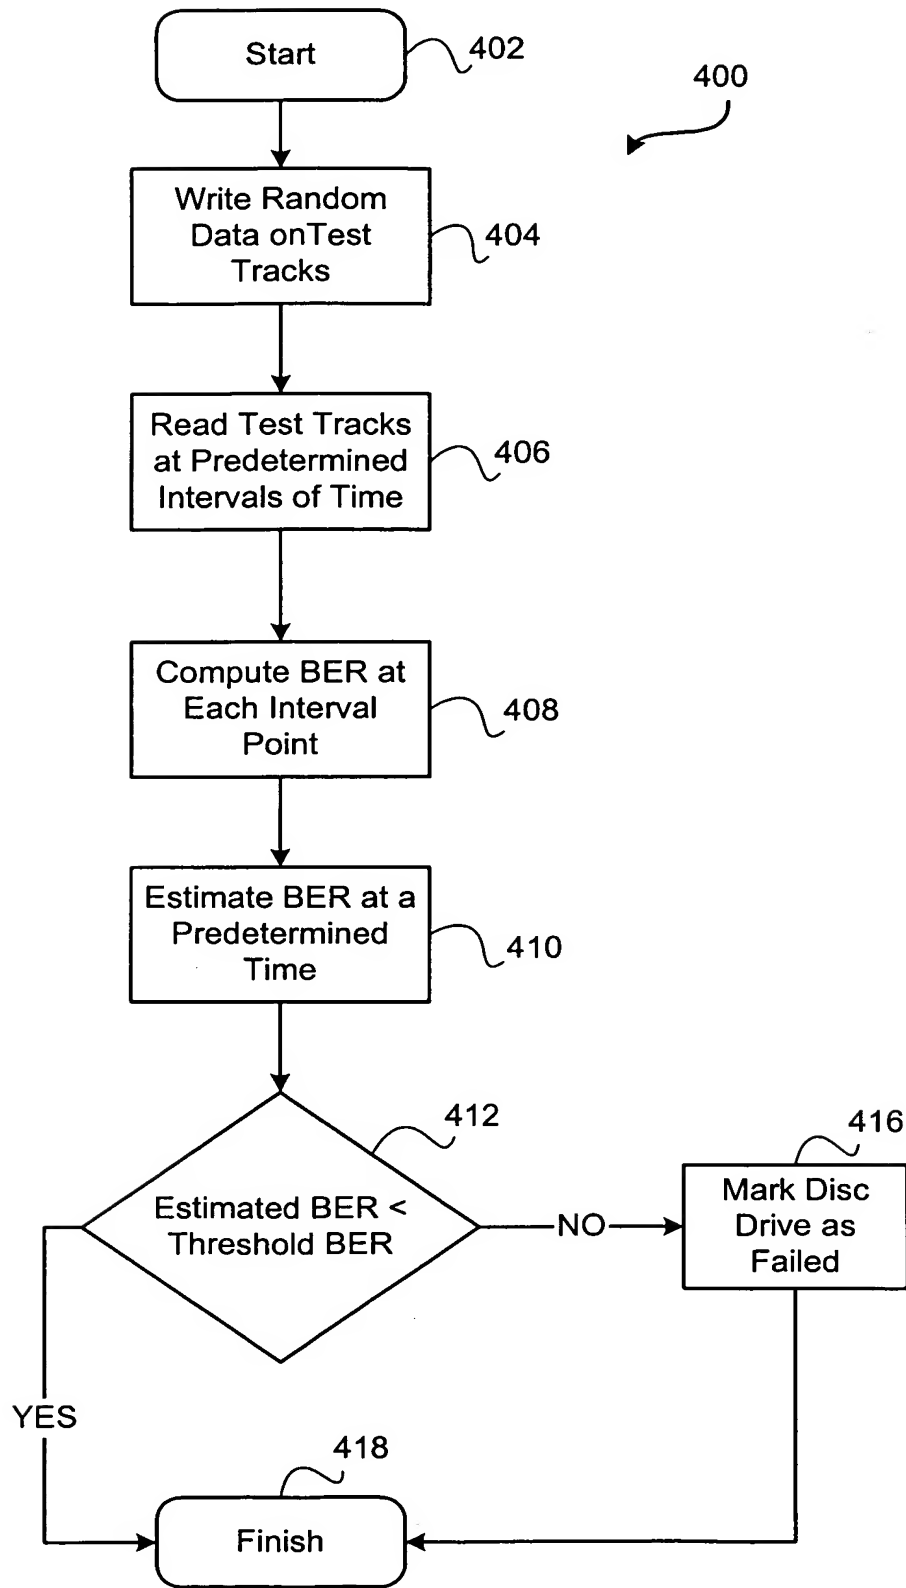 Start
402
400
Write Random
Data onTest
Tracks
404
Read Test Tracks
at Predetermined
Intervals of Time
406
Compute BER at
Each Interval
Point
408
Estimate BER at a
Predetermined
Time
410
412
Estimated BER <
Threshold BER
NO
416
Mark Disc
Drive as
Failed
YES
418
Finish